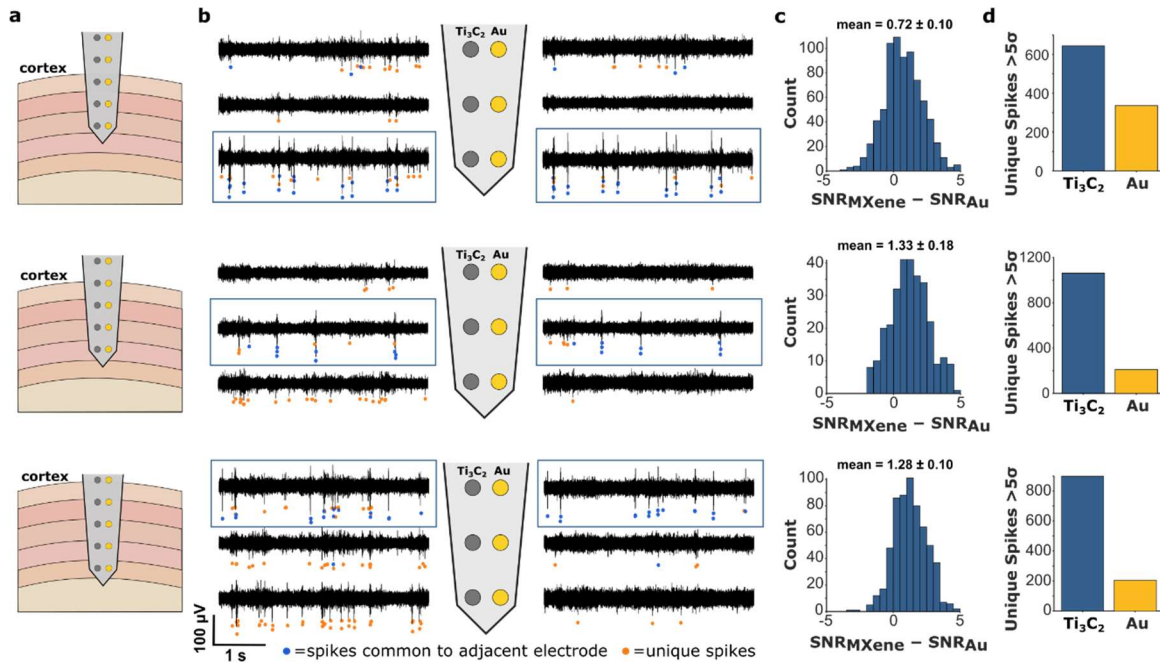 a
b
c
d
cortex
Ti₃C₂ Au
mean = 0.72 ± 0.10
Count
100
80
60
40
20
0
-5 0 5
SNRMXene − SNRAu
Unique Spikes >5σ
600
400
200
0
Ti₃C₂ Au
cortex
Ti₃C₂ Au
mean = 1.33 ± 0.18
Count
40
30
20
10
0
-5 0 5
SNRMXene − SNRAu
Unique Spikes >5σ
1200
800
400
0
Ti₃C₂ Au
cortex
Ti₃C₂ Au
mean = 1.28 ± 0.10
Count
100
80
60
40
20
0
-5 0 5
SNRMXene − SNRAu
Unique Spikes >5σ
800
600
400
200
0
Ti₃C₂ Au
100 μV
1 s
=spikes common to adjacent electrode =unique spikes